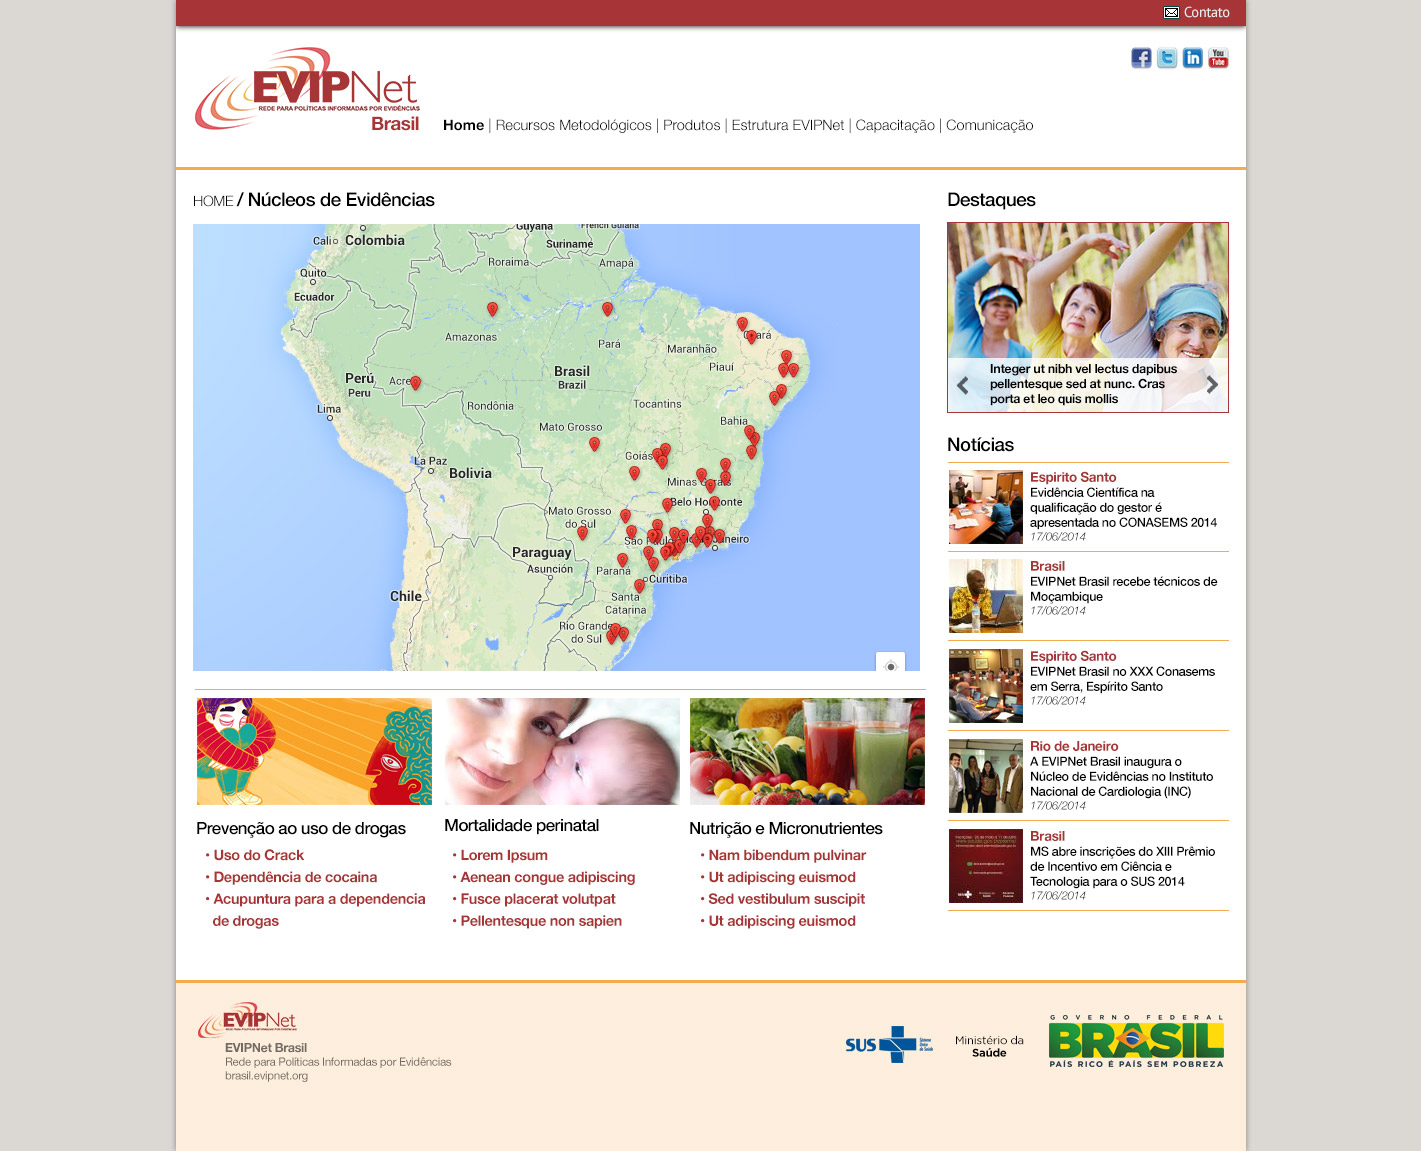 Contato
EVIPNet
REDE PARA POLÍTICAS INFORMADAS POR EVIDÊNCIAS
Brasil
Home | Recursos Metodológicos | Produtos | Estrutura EVIPNet | Capacitação | Comunicação
HOME / Núcleos de Evidências
Guyana
French Guiana
Cali
Colombia
Suriname
Roraima
Amapá
Quito
Ecuador
Amazonas
Pará
Maranhão
Piauí
Brasil
Brazil
Perú
Peru
Acre
Rondônia
Tocantins
Lima
Bahia
Mato Grosso
La Paz
Bolivia
Goiás
Minas Gerais
Belo Horizonte
Mato Grosso
do Sul
São Paulo
Paraguay
Asunción
Paraná
Curitiba
Chile
Santa
Catarina
Rio Grande
do Sul
Prevenção ao uso de drogas
• Uso do Crack
• Dependência de cocaina
• Acupuntura para a dependencia
de drogas
Mortalidade perinatal
• Lorem Ipsum
• Aenean congue adipiscing
• Fusce placerat volutpat
• Pellentesque non sapien
Nutrição e Micronutrientes
• Nam bibendum pulvinar
• Ut adipiscing euismod
• Sed vestibulum suscipit
• Ut adipiscing euismod
Destaques
Integer ut nibh vel lectus dapibus
pellentesque sed at nunc. Cras
porta et leo quis mollis
Notícias
Espirito Santo
Evidência Científica na
qualificação do gestor é
apresentada no CONASEMS 2014
17/06/2014
Brasil
EVIPNet Brasil recebe técnicos de
Moçambique
17/06/2014
Espirito Santo
EVIPNet Brasil no XXX Conasems
em Serra, Espírito Santo
17/06/2014
Rio de Janeiro
A EVIPNet Brasil inaugura o
Núcleo de Evidências no Instituto
Nacional de Cardiologia (INC)
17/06/2014
Brasil
MS abre inscrições do XIII Prêmio
de Incentivo em Ciência e
Tecnologia para o SUS 2014
17/06/2014
EVIPNet
EVIPNet Brasil
Rede para Políticas Informadas por Evidências
brasil.evipnet.org
SUS
Sistema
Único
de Saúde
Ministério da
Saúde
GOVERNO FEDERAL
BRASIL
PAÍS RICO É PAÍS SEM POBREZA